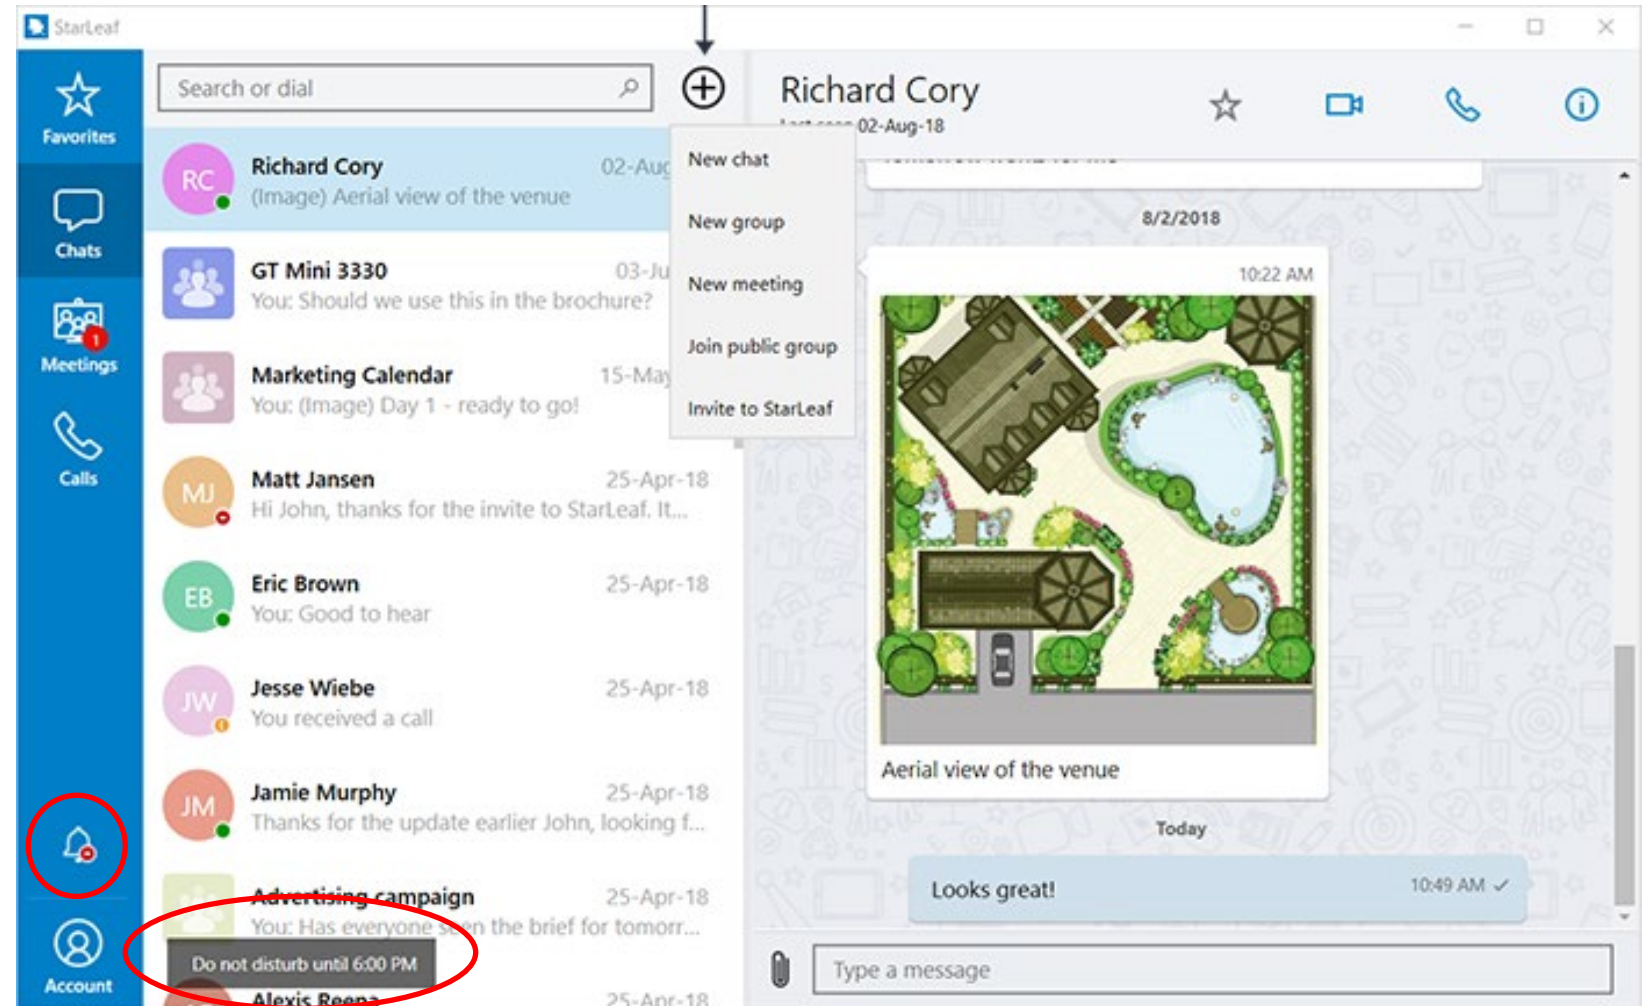 StarLeaf
Favorites
Chats
1
Meetings
Calls
Account
Search or dial
RC
Richard Cory
02-Aug
(Image) Aerial view of the venue
GT Mini 3330
03-Ju
You: Should we use this in the brochure?
Marketing Calendar
15-May
You: (Image) Day 1 - ready to go!
MJ
Matt Jansen
25-Apr-18
Hi John, thanks for the invite to StarLeaf. It...
EB
Eric Brown
25-Apr-18
You: Good to hear
JW
Jesse Wiebe
25-Apr-18
You received a call
JM
Jamie Murphy
25-Apr-18
Thanks for the update earlier John, looking f...
Advertising campaign
25-Apr-18
You: Has everyone seen the brief for tomorr...
Do not disturb until 6:00 PM
Alexis Reena
25-Apr-18
New chat
New group
New meeting
Join public group
Invite to StarLeaf
Richard Cory
02-Aug-18
8/2/2018
10:22 AM
Aerial view of the venue
Today
Looks great!
10:49 AM ✓
Type a message